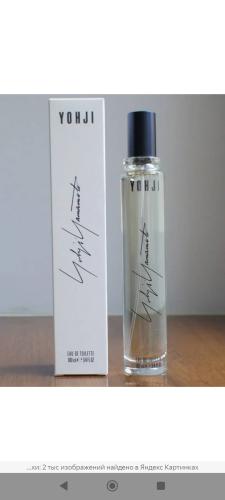 YOHJI
Yohji Yamamoto
EAU DE TOILETTE
YOHJI
Yohji Yamamoto
...ки: 2 тыс изображений найдено в Яндекс Картинках